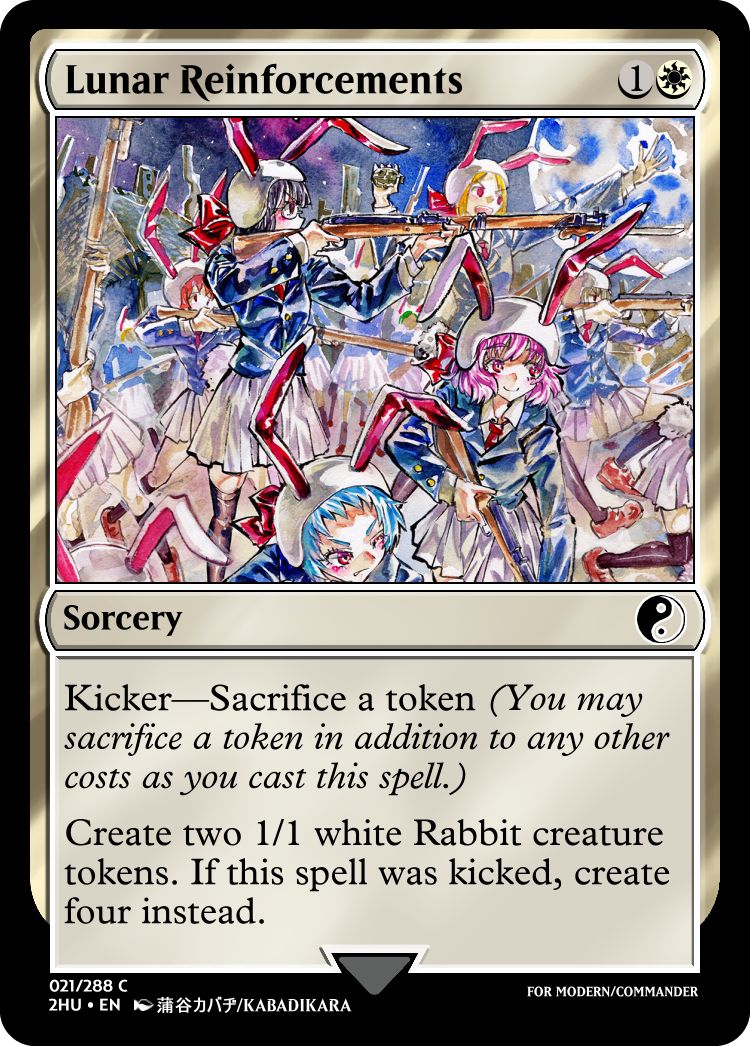 Lunar Reinforcements 1
Sorcery
Kicker—Sacrifice a token (You may
sacrifice a token in addition to any other
costs as you cast this spell.)
Create two 1/1 white Rabbit creature
tokens. If this spell was kicked, create
four instead.
021/288 C
2HU • EN 蒲谷カバヂ/KABADIKARA
FOR MODERN/COMMANDER